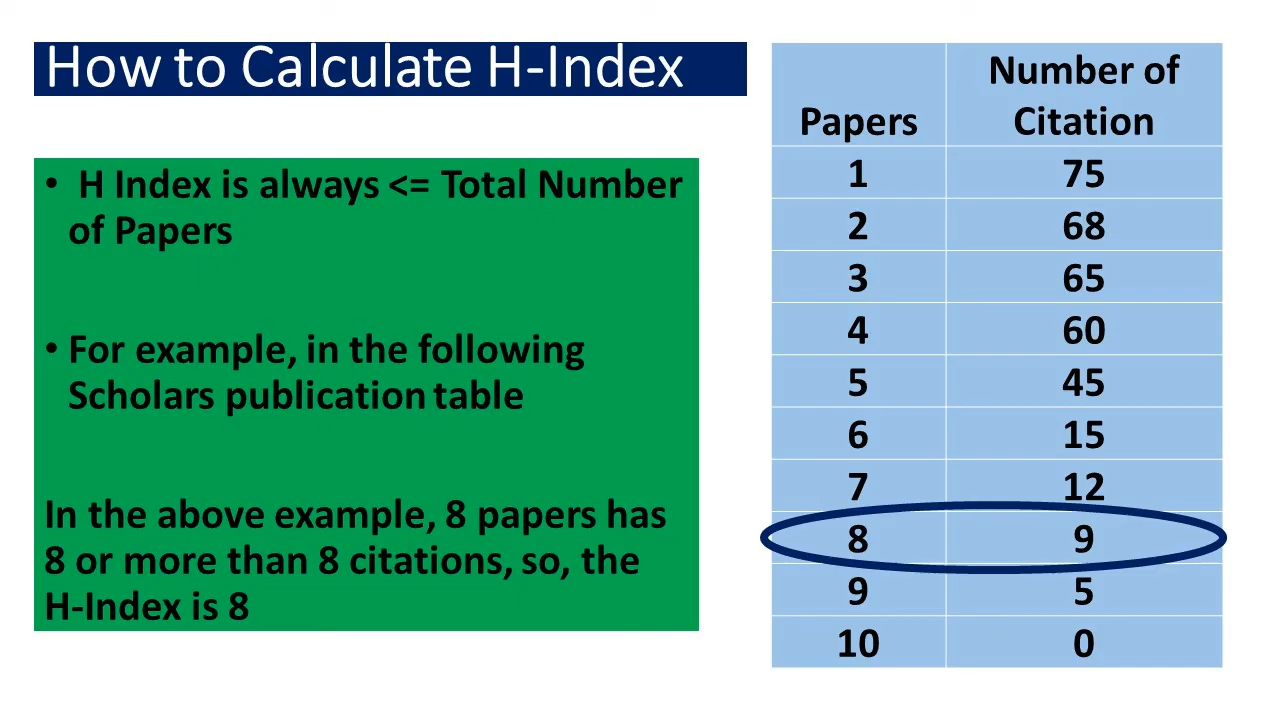 How to Calculate H-Index
• H Index is always <= Total Number
of Papers
• For example, in the following
Scholars publication table
In the above example, 8 papers has
8 or more than 8 citations, so, the
H-Index is 8
Papers Number of Citation
1 75
2 68
3 65
4 60
5 45
6 15
7 12
8 9
9 5
10 0